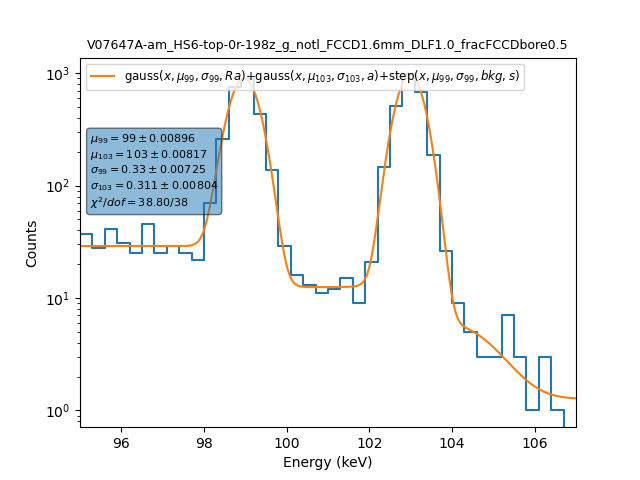 V07647A-am_HS6-top-0r-198z_g_notl_FCCD1.6mm_DLF1.0_fracFCCDbore0.5
gauss(x, μ₉₉, σ₉₉, Ra)+gauss(x, μ₁₀₃, σ₁₀₃, a)+step(x, μ₉₉, σ₉₉, bkg, s)
μ₉₉ = 99 ± 0.00896
μ₁₀₃ = 103 ± 0.00817
σ₉₉ = 0.33 ± 0.00725
σ₁₀₃ = 0.311 ± 0.00804
χ²/dof = 38.80/38
10³
10²
10¹
10⁰
Counts
96 98 100 102 104 106
Energy (keV)